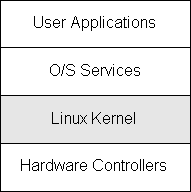 User Applications
O/S Services
Linux Kernel
Hardware Controllers